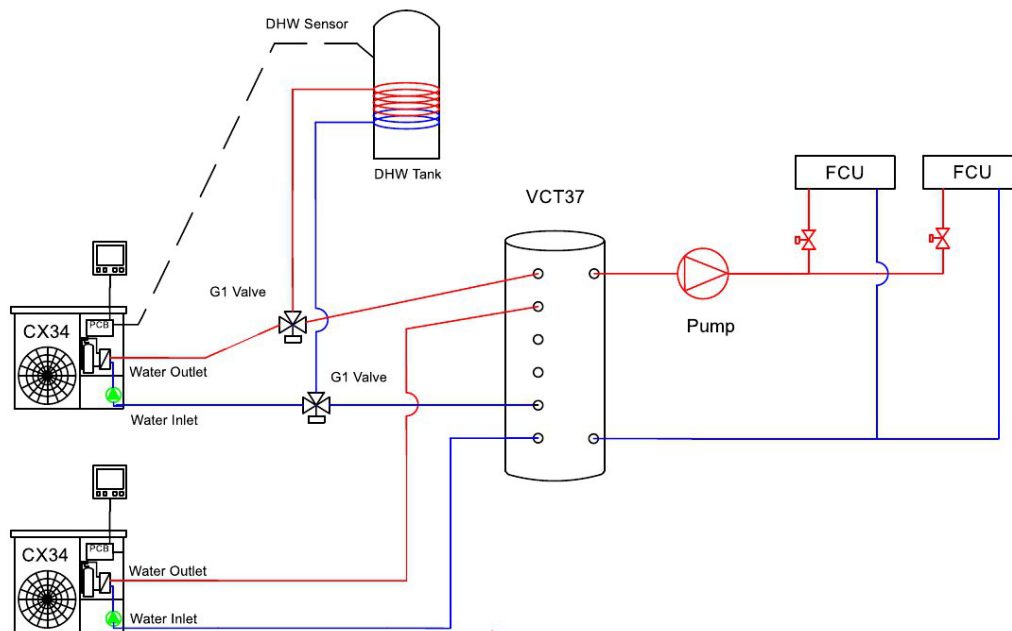 DHW Sensor
DHW Tank
FCU
FCU
VCT37
G1 Valve
PCB
CX34
Pump
Water Outlet
G1 Valve
Water Inlet
PCB
CX34
Water Outlet
Water Inlet